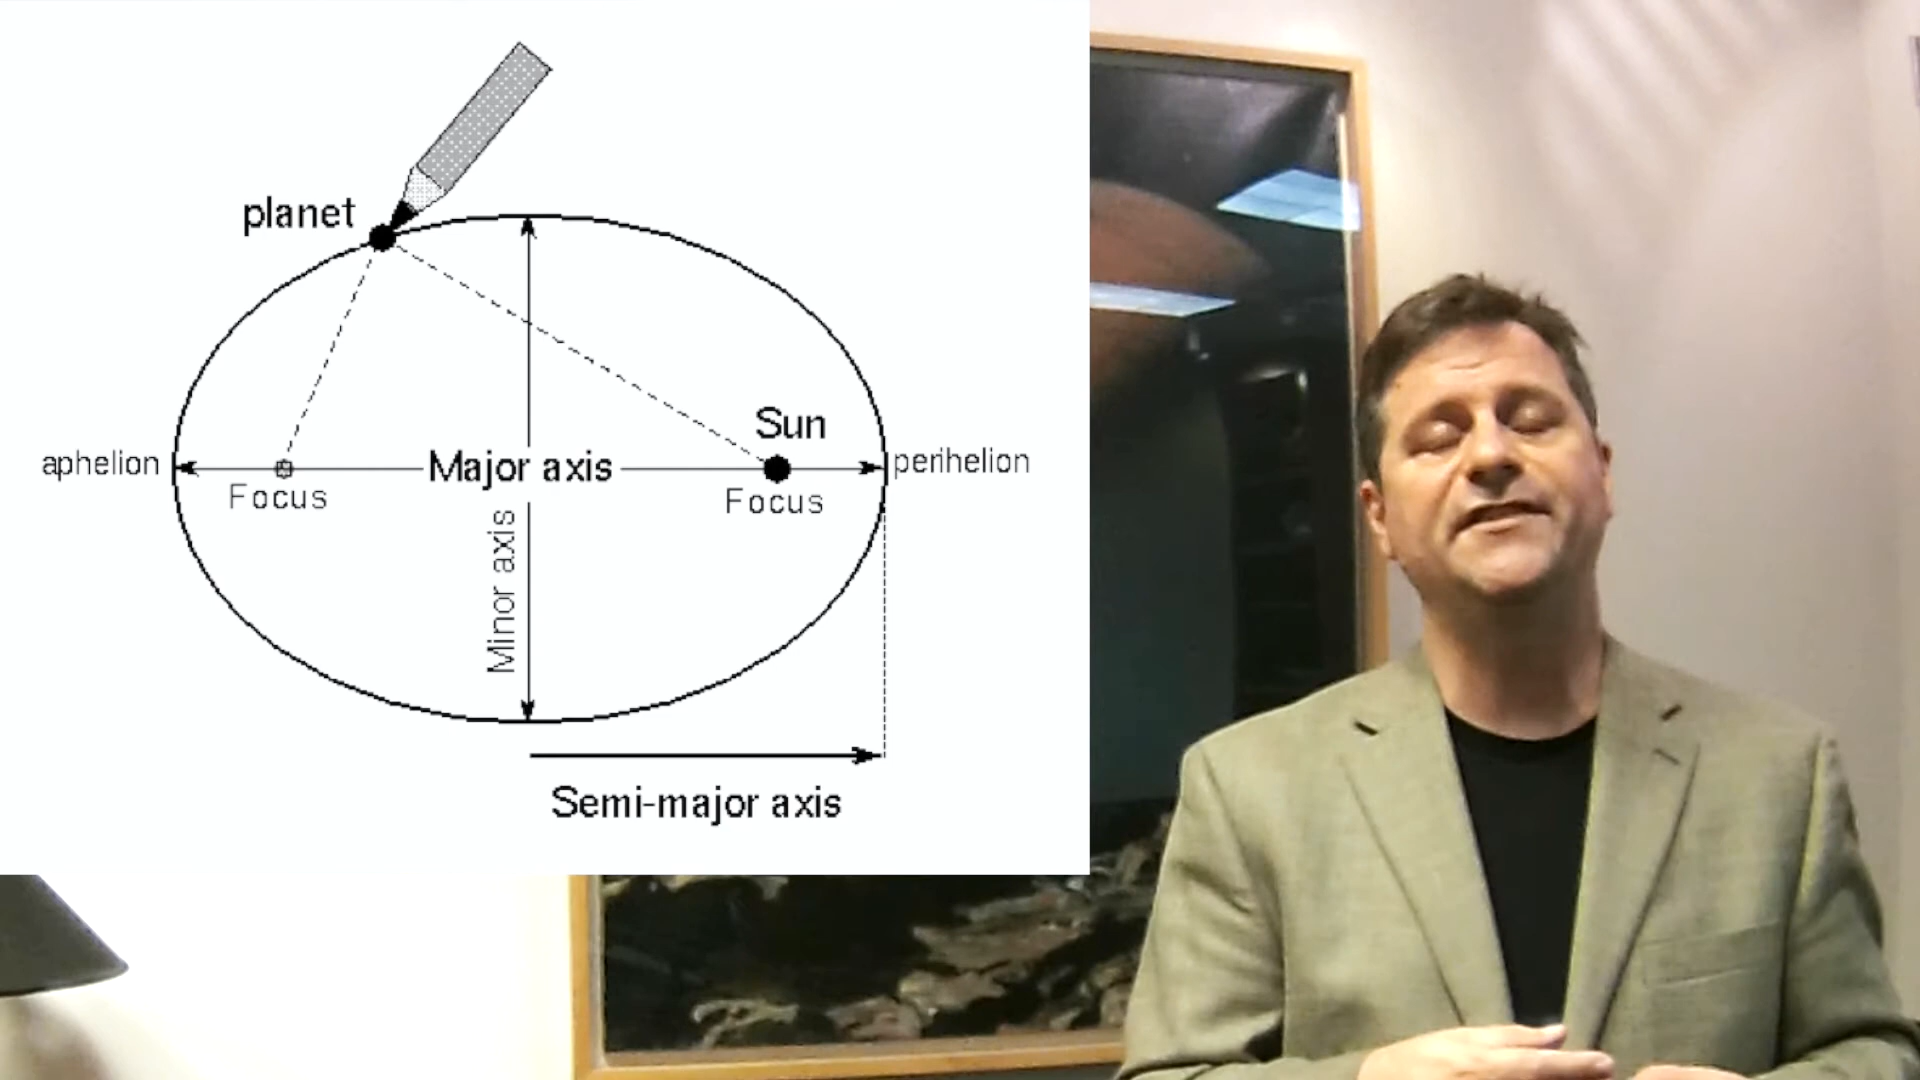 planet
Sun
aphelion
Major axis
perihelion
Focus
Focus
Minor axis
Semi-major axis